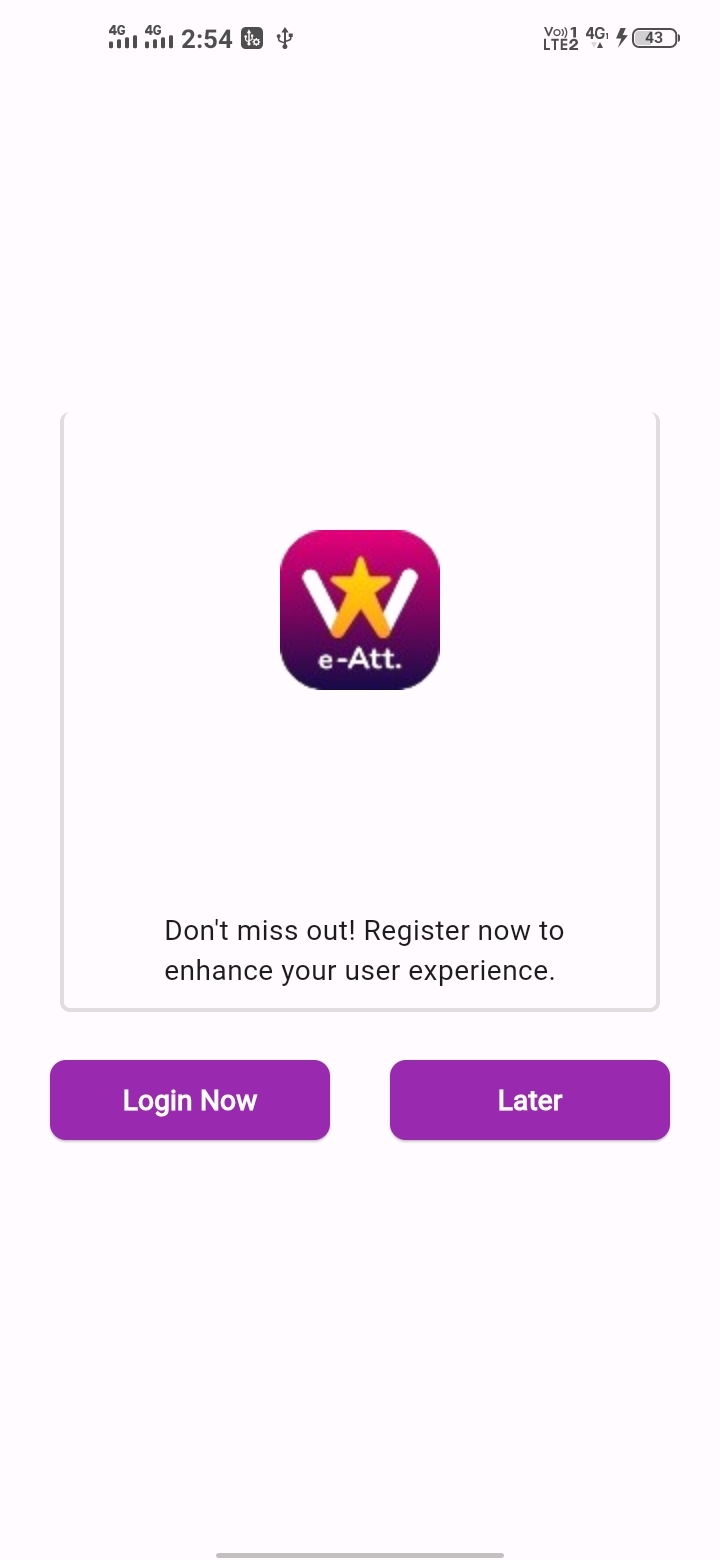 4G 4G 2:54 Vo)) 1 LTE2 4G1 43
e-Att.
Don't miss out! Register now to
enhance your user experience.
Login Now Later